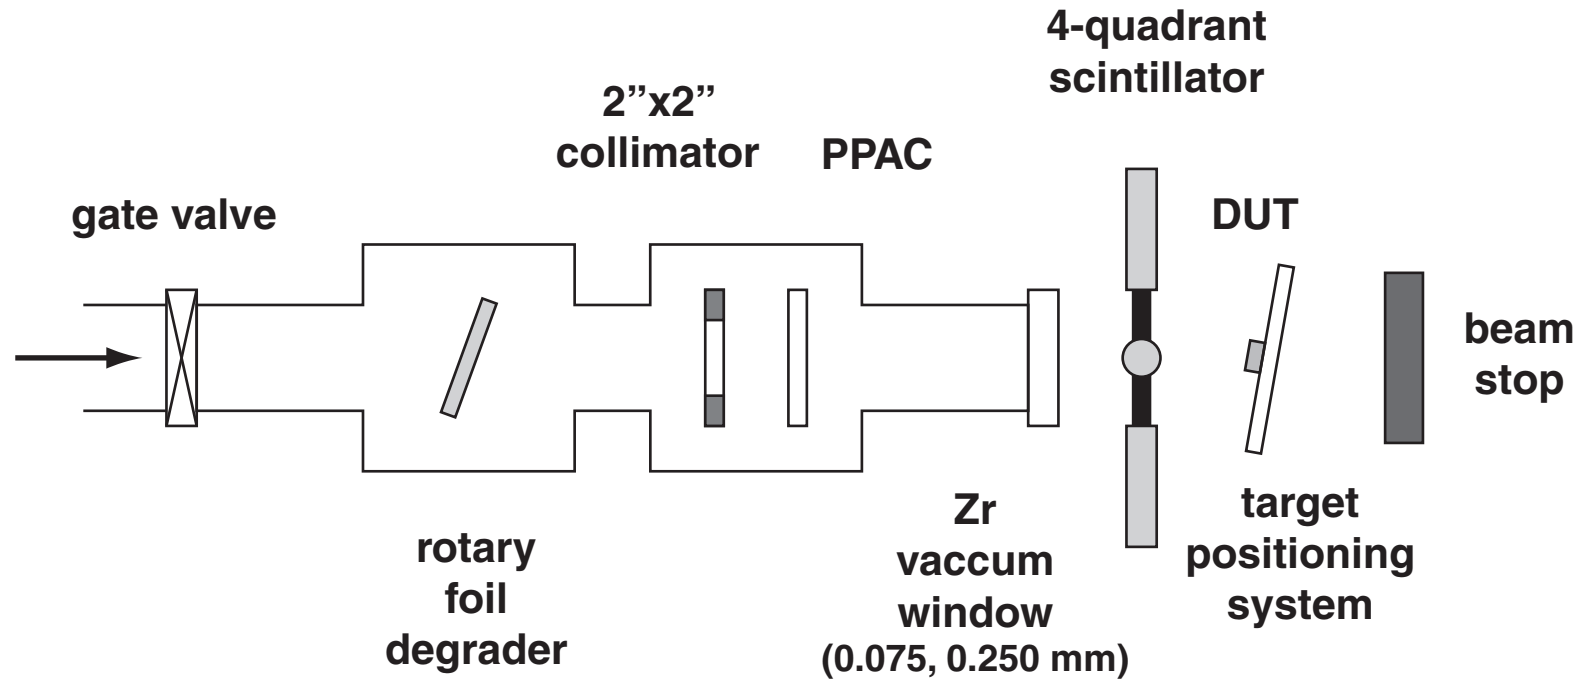 4-quadrant
scintillator
2”x2”
collimator
PPAC
gate valve
DUT
beam
stop
Zr
vaccum
window
(0.075, 0.250 mm)
target
positioning
system
rotary
foil
degrader